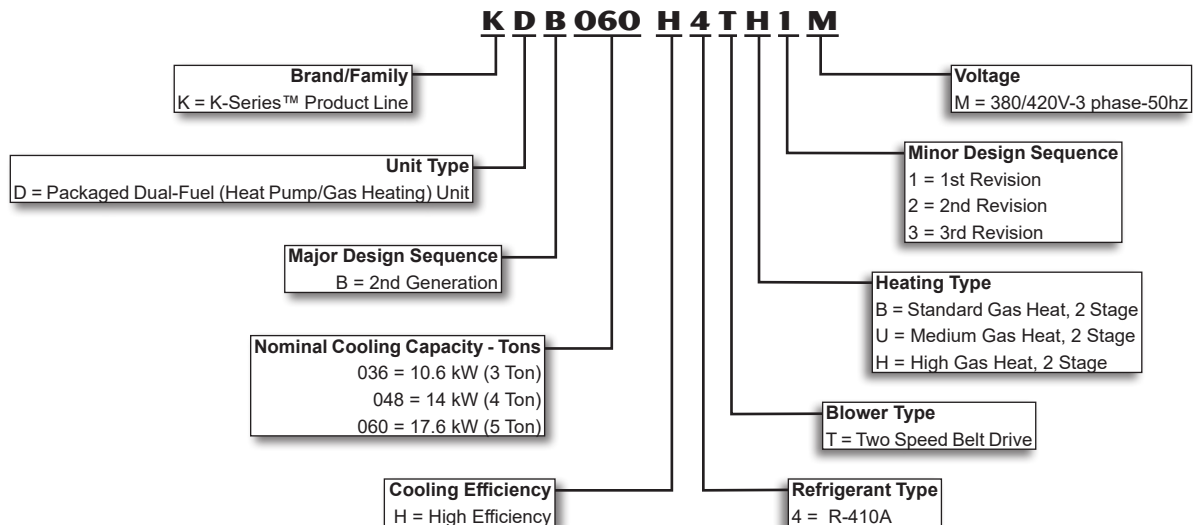 K D B 060 H 4 T H 1 M
Brand/Family
K = K-Series™ Product Line
Unit Type
D = Packaged Dual-Fuel (Heat Pump/Gas Heating) Unit
Major Design Sequence
B = 2nd Generation
Nominal Cooling Capacity - Tons
036 = 10.6 kW (3 Ton)
048 = 14 kW (4 Ton)
060 = 17.6 kW (5 Ton)
Cooling Efficiency
H = High Efficiency
Voltage
M = 380/420V-3 phase-50hz
Minor Design Sequence
1 = 1st Revision
2 = 2nd Revision
3 = 3rd Revision
Heating Type
B = Standard Gas Heat, 2 Stage
U = Medium Gas Heat, 2 Stage
H = High Gas Heat, 2 Stage
Blower Type
T = Two Speed Belt Drive
Refrigerant Type
4 = R-410A